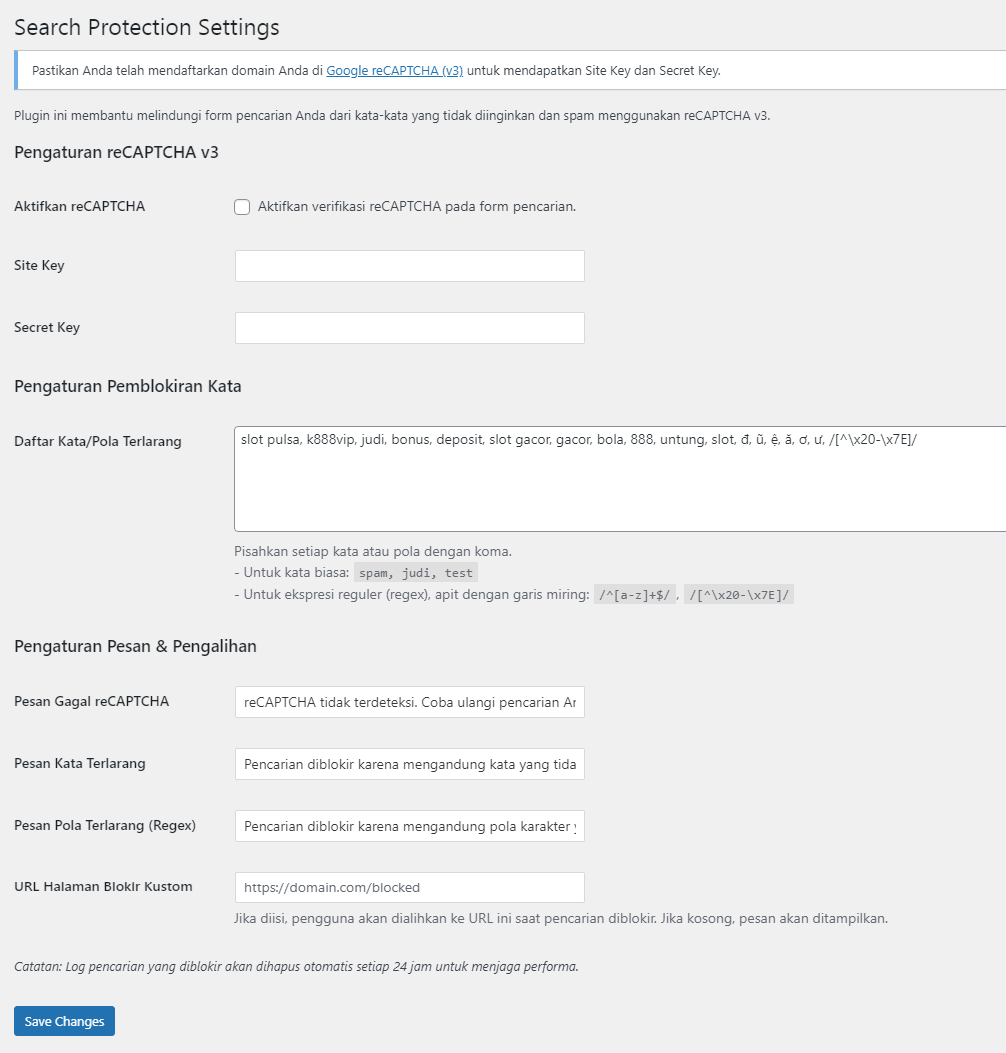 Search Protection Settings
Pastikan Anda telah mendaftarkan domain Anda di Google reCAPTCHA (v3) untuk mendapatkan Site Key dan Secret Key.
Plugin ini membantu melindungi form pencarian Anda dari kata-kata yang tidak diinginkan dan spam menggunakan reCAPTCHA v3.
Pengaturan reCAPTCHA v3
Aktifkan reCAPTCHA
Aktifkan verifikasi reCAPTCHA pada form pencarian.
Site Key
Secret Key
Pengaturan Pemblokiran Kata
Daftar Kata/Pola Terlarang
slot pulsa, k888vip, judi, bonus, deposit, slot gacor, gacor, bola, 888, untung, slot, đ, ũ, ệ, ă, ơ, ư, /[^\x20-\x7E]/
Pisahkan setiap kata atau pola dengan koma.
- Untuk kata biasa: spam, judi, test
- Untuk ekspresi reguler (regex), apit dengan garis miring: /^[a-z]+$/, /[^\x20-\x7E]/
Pengaturan Pesan & Pengalihan
Pesan Gagal reCAPTCHA
reCAPTCHA tidak terdeteksi. Coba ulangi pencarian
Pesan Kata Terlarang
Pencarian diblokir karena mengandung kata yang tida
Pesan Pola Terlarang (Regex)
Pencarian diblokir karena mengandung pola karakter
URL Halaman Blokir Kustom
https://domain.com/blocked
Jika diisi, pengguna akan dialihkan ke URL ini saat pencarian diblokir. Jika kosong, pesan akan ditampilkan.
Catatan: Log pencarian yang diblokir akan dihapus otomatis setiap 24 jam untuk menjaga performa.
Save Changes